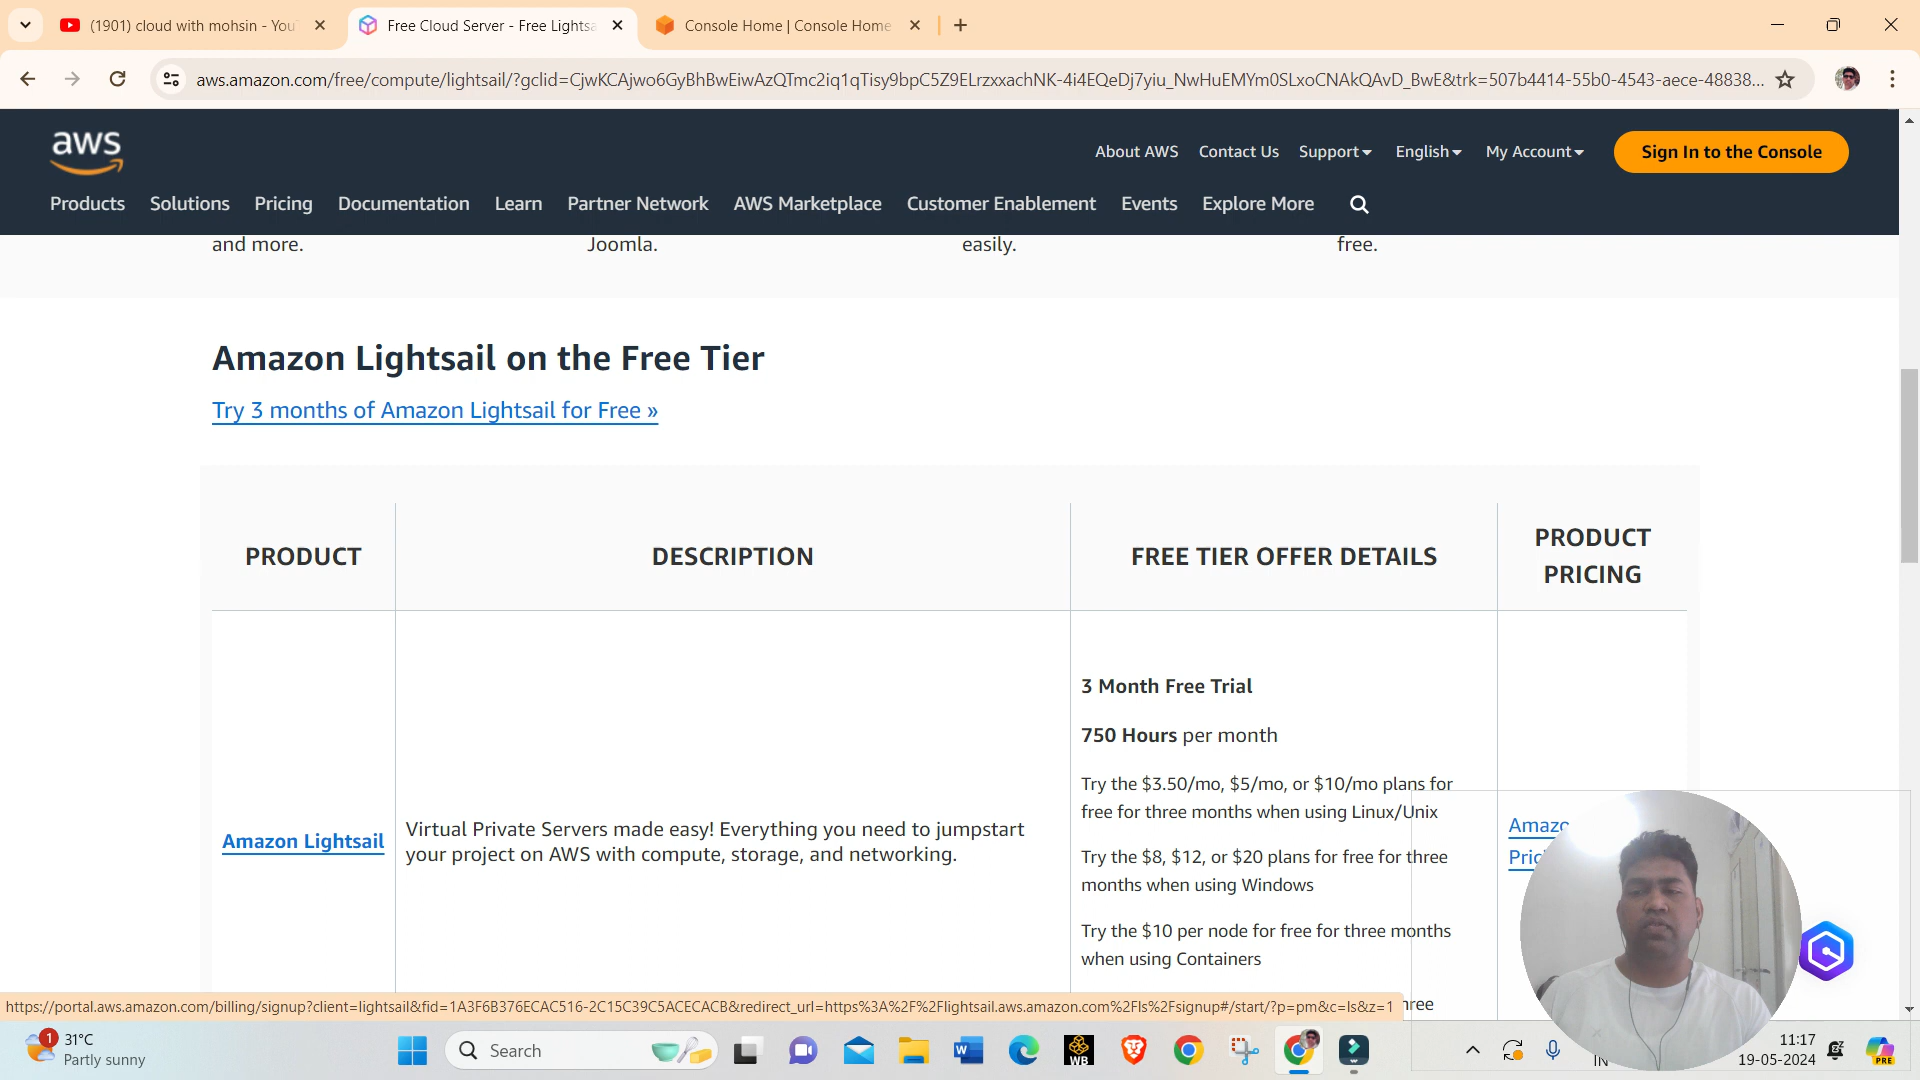 (1901) cloud with mohsin - You
Free Cloud Server - Free Lightsa
Console Home | Console Home
aws.amazon.com/free/compute/lightsail/?gclid=CjwKCAjwo6GyBhBwEiwAzQTmc2iq1qTisy9bpC5Z9ELrzxxachNK-4i4EQeDj7yiu_NwHuEMYm0SLxoCNAkQAvD_BwE&trk=507b4414-55b0-4543-aece-48838...
aws
About AWS Contact Us Support English My Account Sign In to the Console
Products Solutions Pricing Documentation Learn Partner Network AWS Marketplace Customer Enablement Events Explore More
and more. Joomla. easily. free.
Amazon Lightsail on the Free Tier
Try 3 months of Amazon Lightsail for Free »
PRODUCT DESCRIPTION FREE TIER OFFER DETAILS PRODUCT PRICING
3 Month Free Trial
750 Hours per month
Try the $3.50/mo, $5/mo, or $10/mo plans for
free for three months when using Linux/Unix
Amazon Lightsail
Virtual Private Servers made easy! Everything you need to jumpstart
your project on AWS with compute, storage, and networking.
Try the $8, $12, or $20 plans for free for three
months when using Windows
Try the $10 per node for free for three months
when using Containers
Amazo
Pric
https://portal.aws.amazon.com/billing/signup?client=lightsail&fid=1A3F6B376ECAC516-2C15C39C5ACECACB&redirect_url=https%3A%2F%2Flightsail.aws.amazon.com%2Fls%2Fsignup#/start/?p=pm&c=ls&z=1
hree
1
31°C
Partly sunny
Search
W
WB
IN
11:17
19-05-2024
PRE